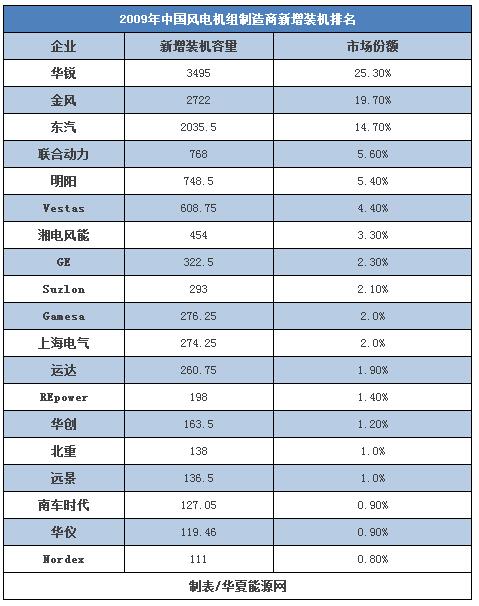 2009年中国风电机组制造商新增装机排名
企业 新增装机容量 市场份额
华锐 3495 25.30%
金风 2722 19.70%
东汽 2035.5 14.70%
联合动力 768 5.60%
明阳 748.5 5.40%
Vestas 608.75 4.40%
湘电风能 454 3.30%
GE 322.5 2.30%
Suzlon 293 2.10%
Gamesa 276.25 2.0%
上海电气 274.25 2.0%
运达 260.75 1.90%
REpower 198 1.40%
华创 163.5 1.20%
北重 138 1.0%
远景 136.5 1.0%
南车时代 127.05 0.90%
华仪 119.46 0.90%
Nordex 111 0.80%
制表/华夏能源网